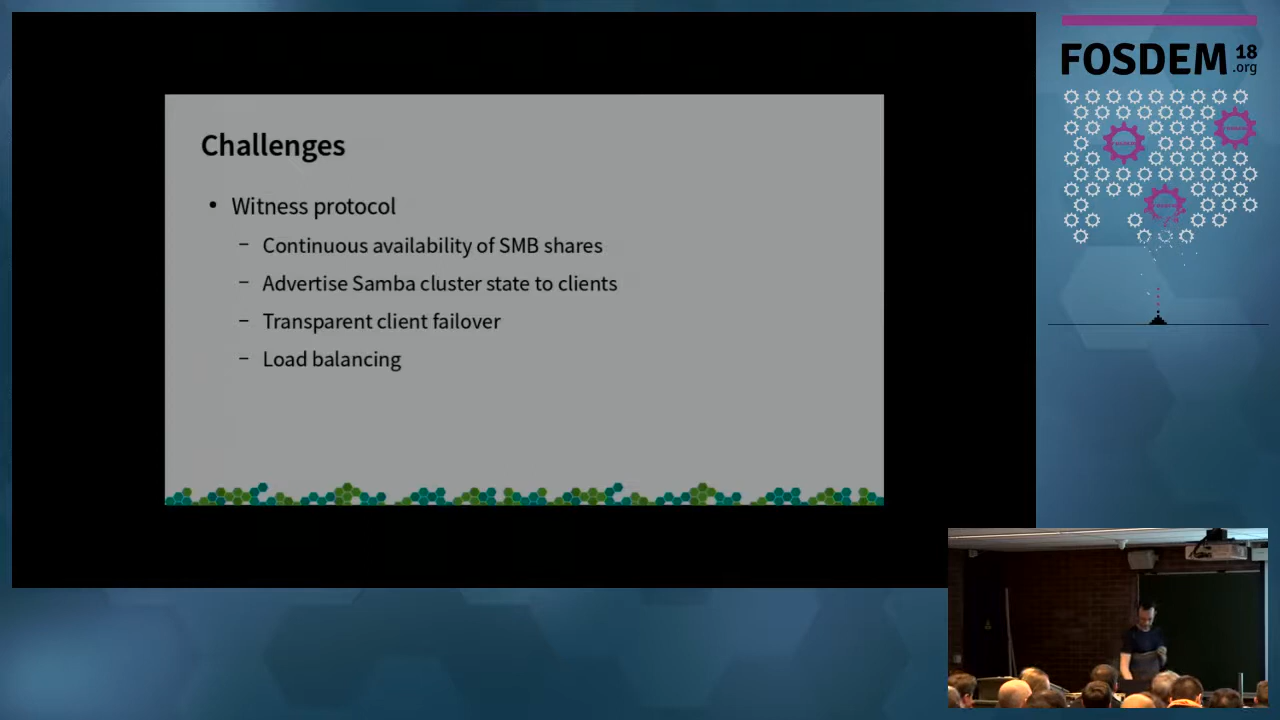 Challenges
• Witness protocol
– Continuous availability of SMB shares
– Advertise Samba cluster state to clients
– Transparent client failover
– Load balancing
FOSDEM 18
.org